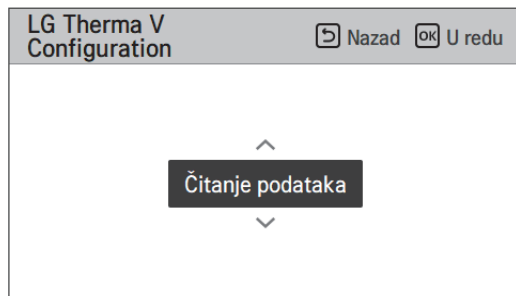 LG Therma V
Configuration
Nazad OK U redu
Čitanje podataka